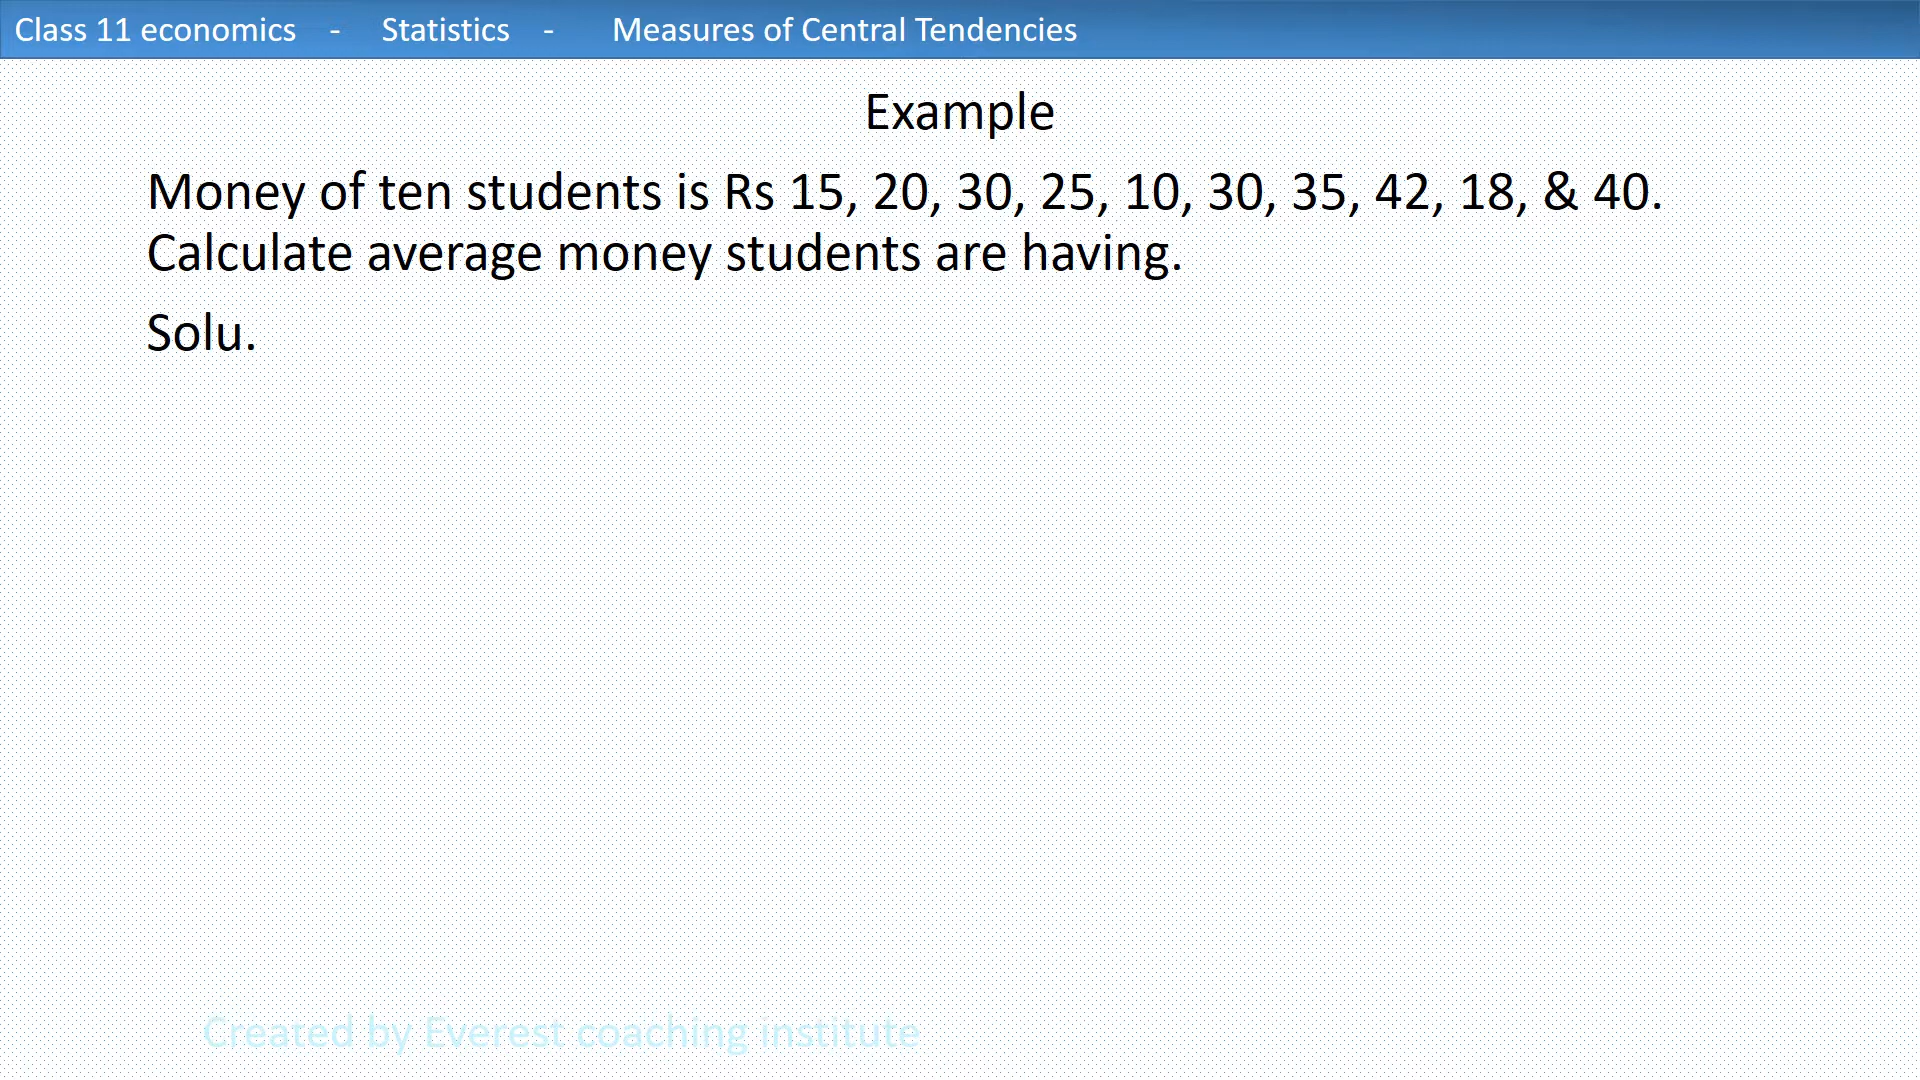 Class 11 economics - Statistics - Measures of Central Tendencies
Example
Money of ten students is Rs 15, 20, 30, 25, 10, 30, 35, 42, 18, & 40.
Calculate average money students are having.
Solu.
Created by Everest coaching institute